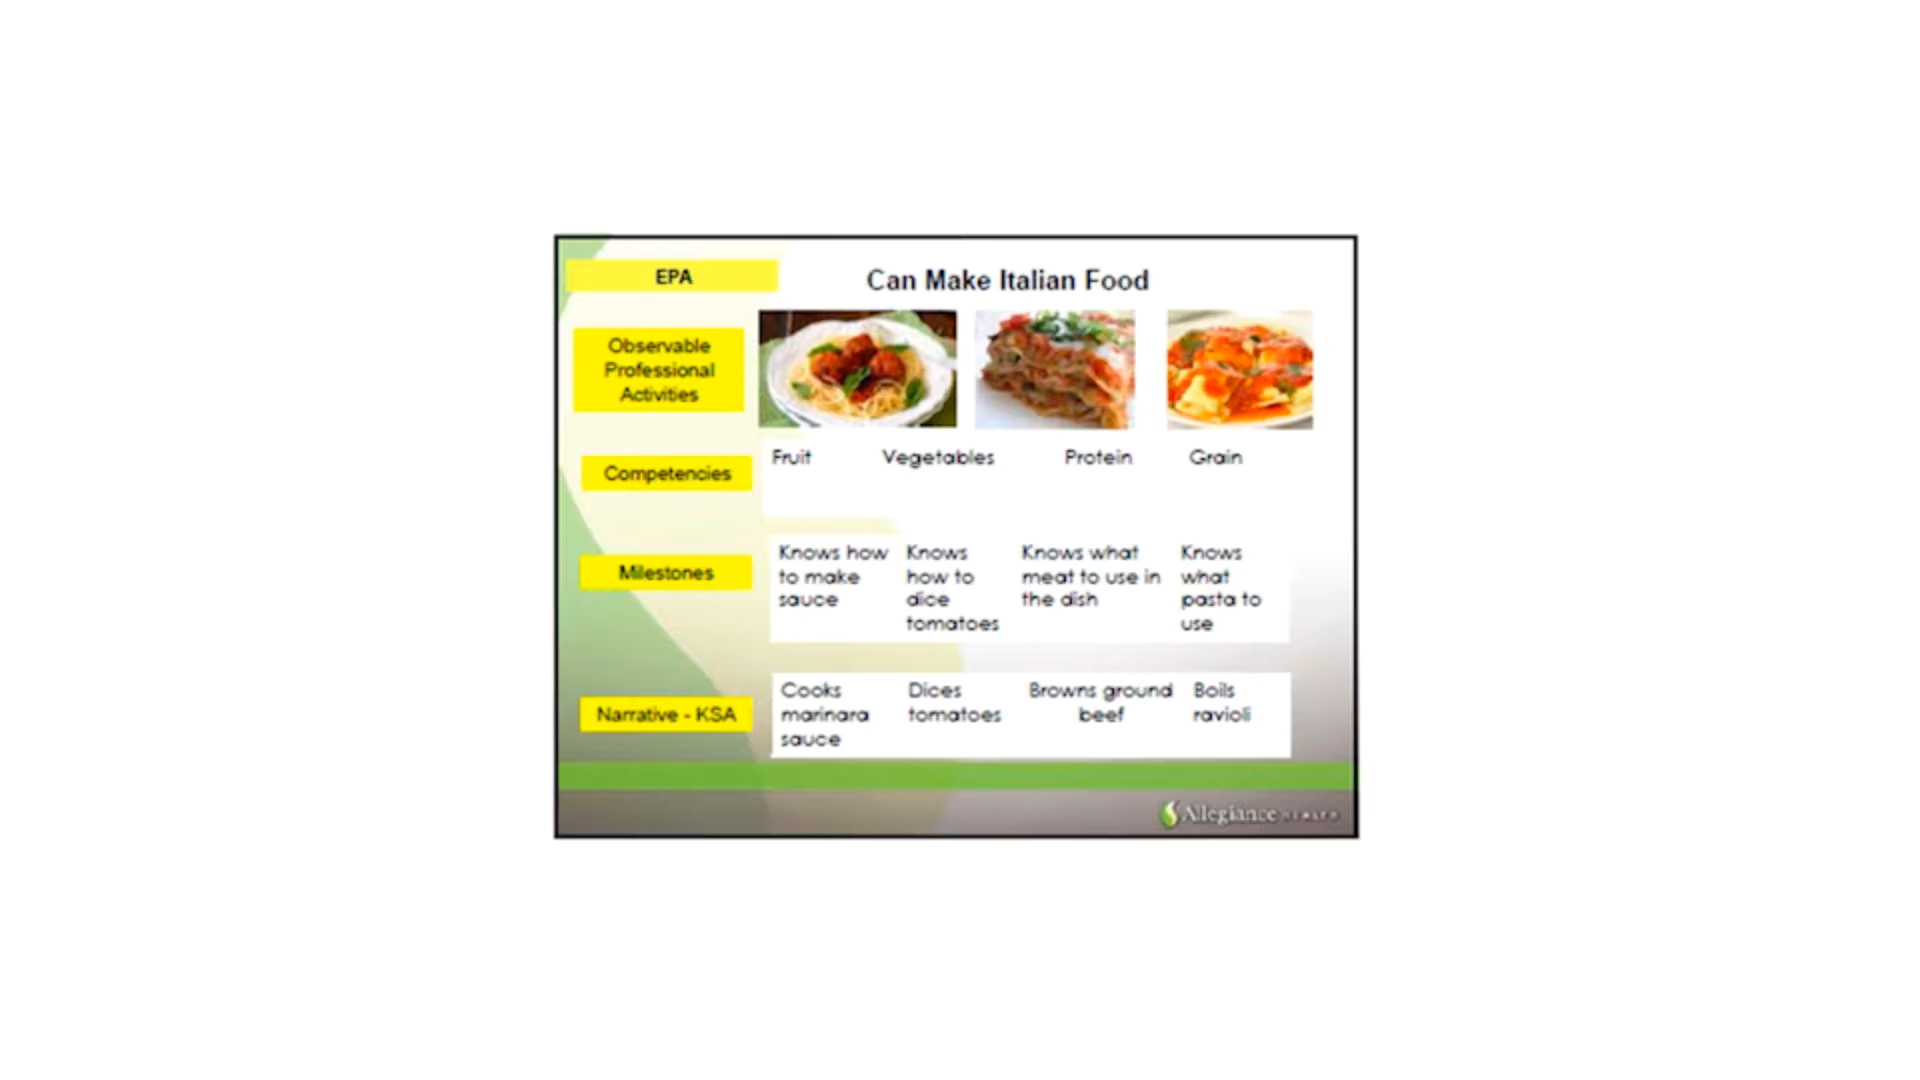 EPA
Can Make Italian Food
Observable
Professional
Activities
Competencies
Fruit
Vegetables
Protein
Grain
Milestones
Knows how
to make
sauce
Knows
how to
dice
tomatoes
Knows what
meat to use in
the dish
Knows
what
pasta to
use
Narrative - KSA
Cooks
marinara
sauce
Dices
tomatoes
Browns ground
beef
Boils
ravioli
Allegiance HEALTH